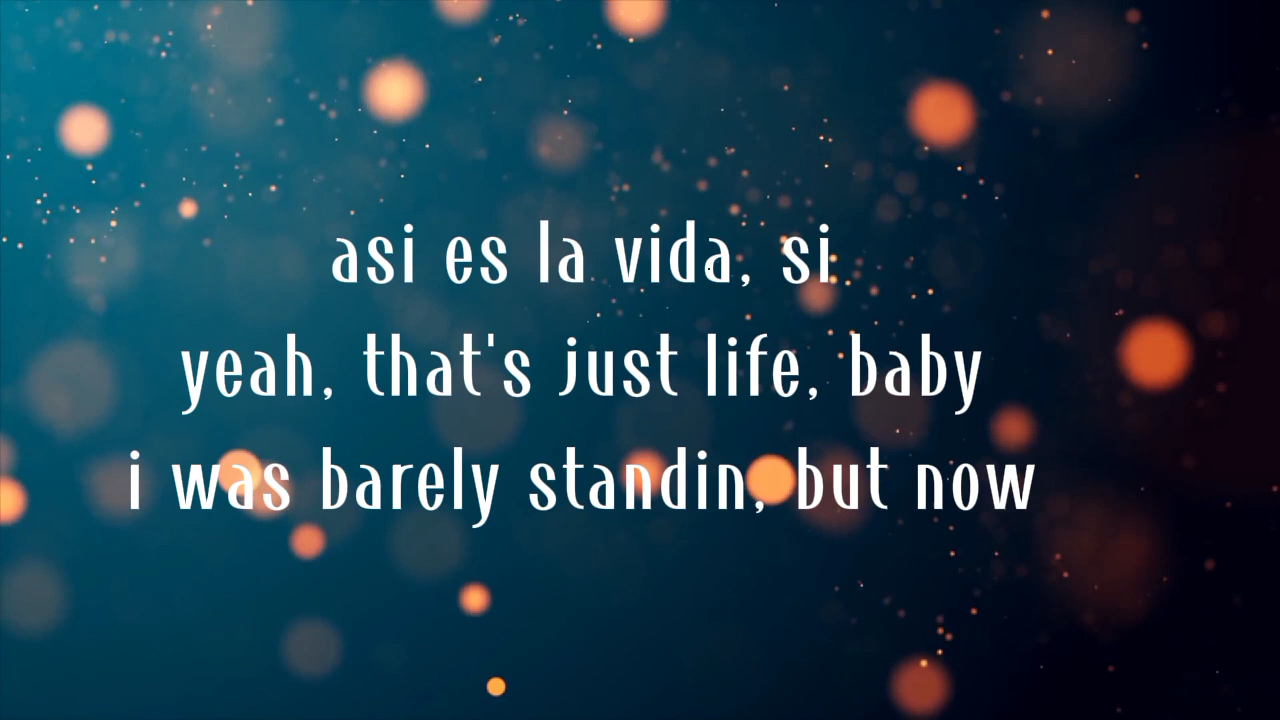 asi es la vida, si
yeah, that's just life, baby
i was barely standin, but now